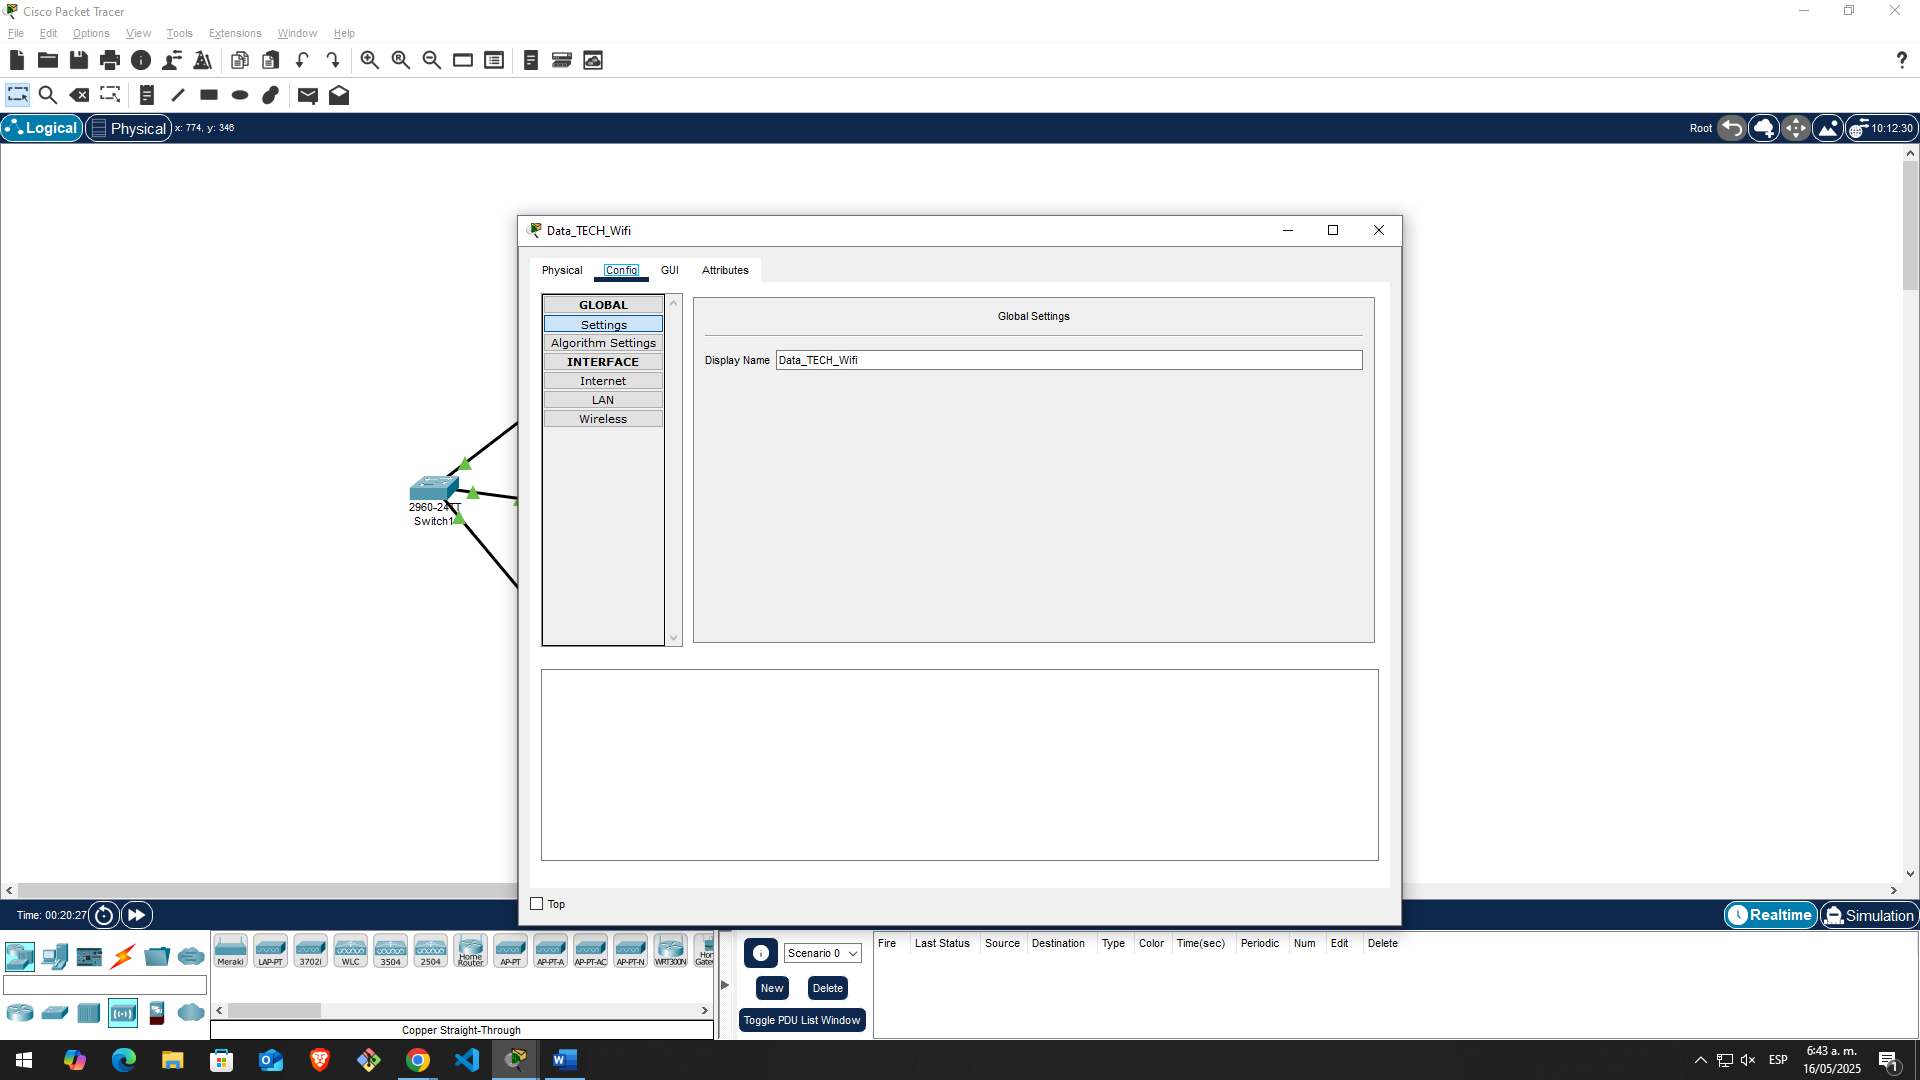 Cisco Packet Tracer
File Edit Options View Tools Extensions Window Help
Logical Physical x: 774, y: 346 Root 10:12:30
Data_TECH_Wifi
Physical Config GUI Attributes
GLOBAL
Settings
Algorithm Settings
INTERFACE
Internet
LAN
Wireless
Global Settings
Display Name Data_TECH_Wifi
2960-24TT
Switch1
Top
Time: 00:20:27 Realtime Simulation
Meraki LAP-PT 3702i WLC 3504 2504 Home Router AP-PT AP-PT-A AP-PT-AC AP-PT-N WRT300N
Copper Straight-Through
Scenario 0
New Delete
Toggle PDU List Window
Fire Last Status Source Destination Type Color Time(sec) Periodic Num Edit Delete
ESP
6:43 a. m.
16/05/2025
1